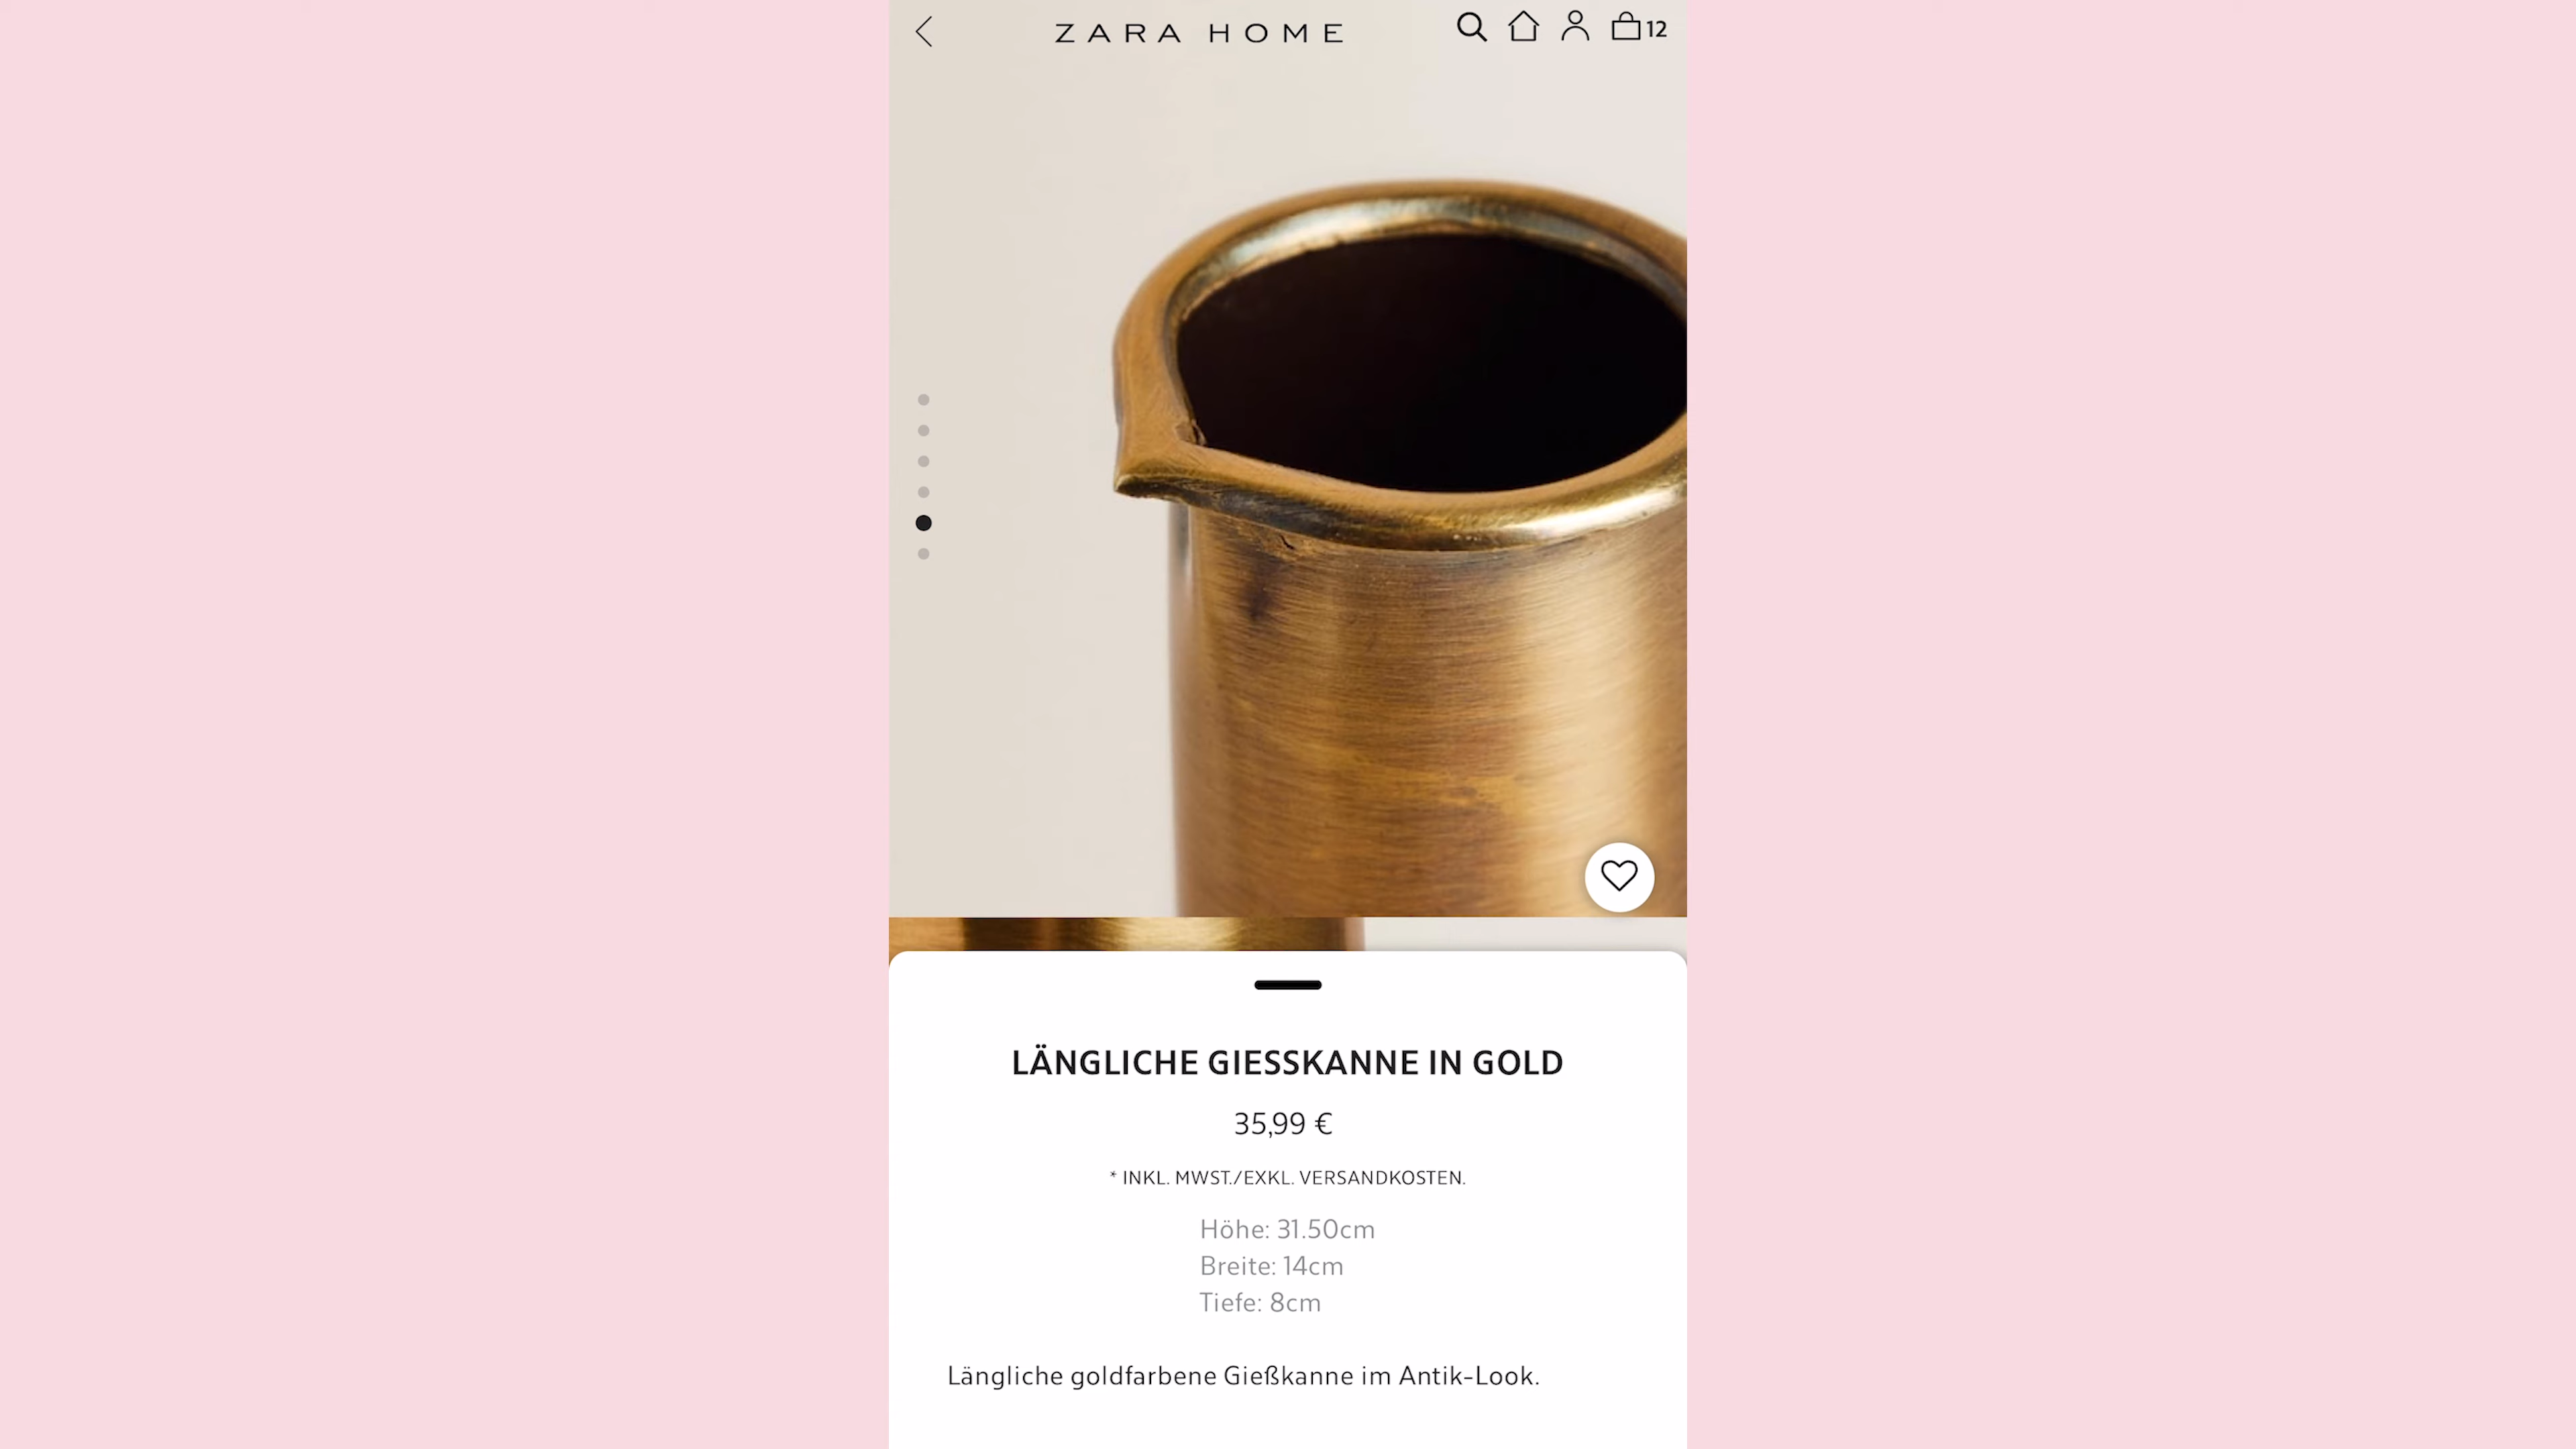 ZARA HOME
12
LÄNGLICHE GIESSKANNE IN GOLD
35,99 €
* INKL. MWST./EXKL. VERSANDKOSTEN.
Höhe: 31.50cm
Breite: 14cm
Tiefe: 8cm
Längliche goldfarbene Gießkanne im Antik-Look.